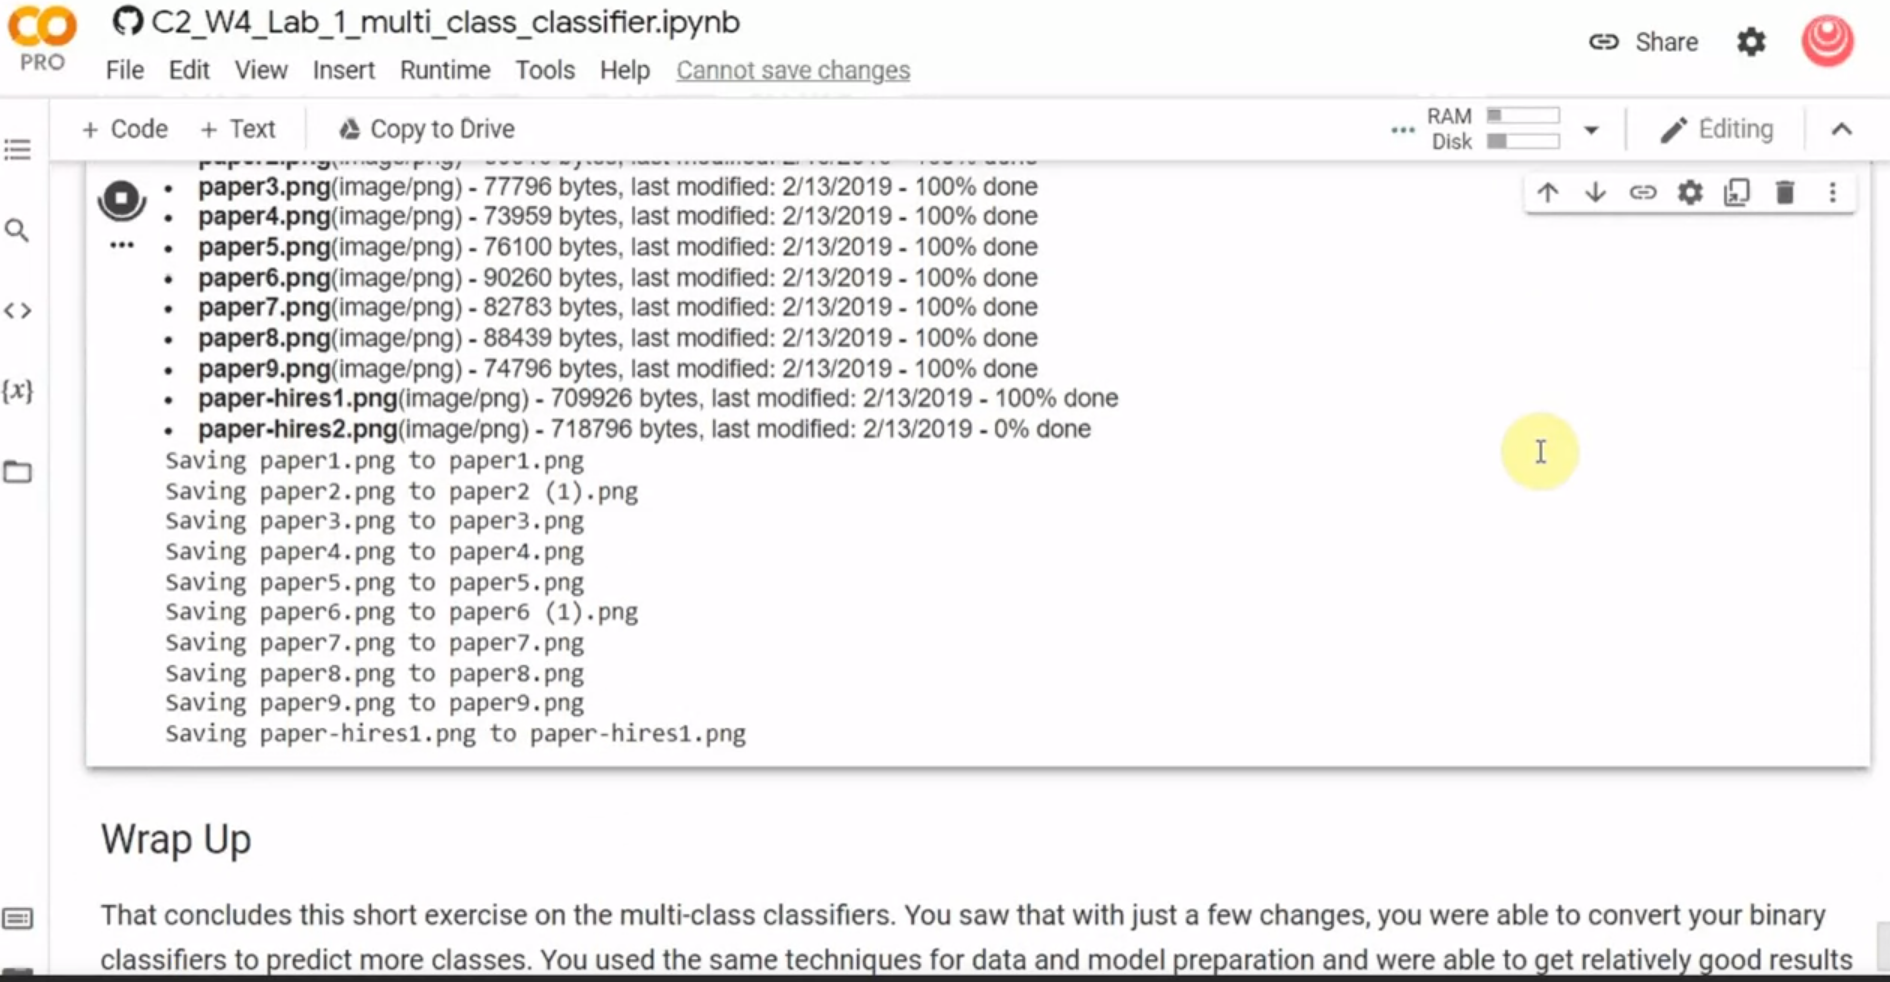 C2_W4_Lab_1_multi_class_classifier.ipynb
PRO
File Edit View Insert Runtime Tools Help Cannot save changes
Share
+ Code + Text Copy to Drive
RAM
Disk
Editing
paper3.png(image/png) - 77796 bytes, last modified: 2/13/2019 - 100% done
paper4.png(image/png) - 73959 bytes, last modified: 2/13/2019 - 100% done
paper5.png(image/png) - 76100 bytes, last modified: 2/13/2019 - 100% done
paper6.png(image/png) - 90260 bytes, last modified: 2/13/2019 - 100% done
paper7.png(image/png) - 82783 bytes, last modified: 2/13/2019 - 100% done
paper8.png(image/png) - 88439 bytes, last modified: 2/13/2019 - 100% done
paper9.png(image/png) - 74796 bytes, last modified: 2/13/2019 - 100% done
paper-hires1.png(image/png) - 709926 bytes, last modified: 2/13/2019 - 100% done
paper-hires2.png(image/png) - 718796 bytes, last modified: 2/13/2019 - 0% done
Saving paper1.png to paper1.png
Saving paper2.png to paper2 (1).png
Saving paper3.png to paper3.png
Saving paper4.png to paper4.png
Saving paper5.png to paper5.png
Saving paper6.png to paper6 (1).png
Saving paper7.png to paper7.png
Saving paper8.png to paper8.png
Saving paper9.png to paper9.png
Saving paper-hires1.png to paper-hires1.png
Wrap Up
That concludes this short exercise on the multi-class classifiers. You saw that with just a few changes, you were able to convert your binary
classifiers to predict more classes. You used the same techniques for data and model preparation and were able to get relatively good results